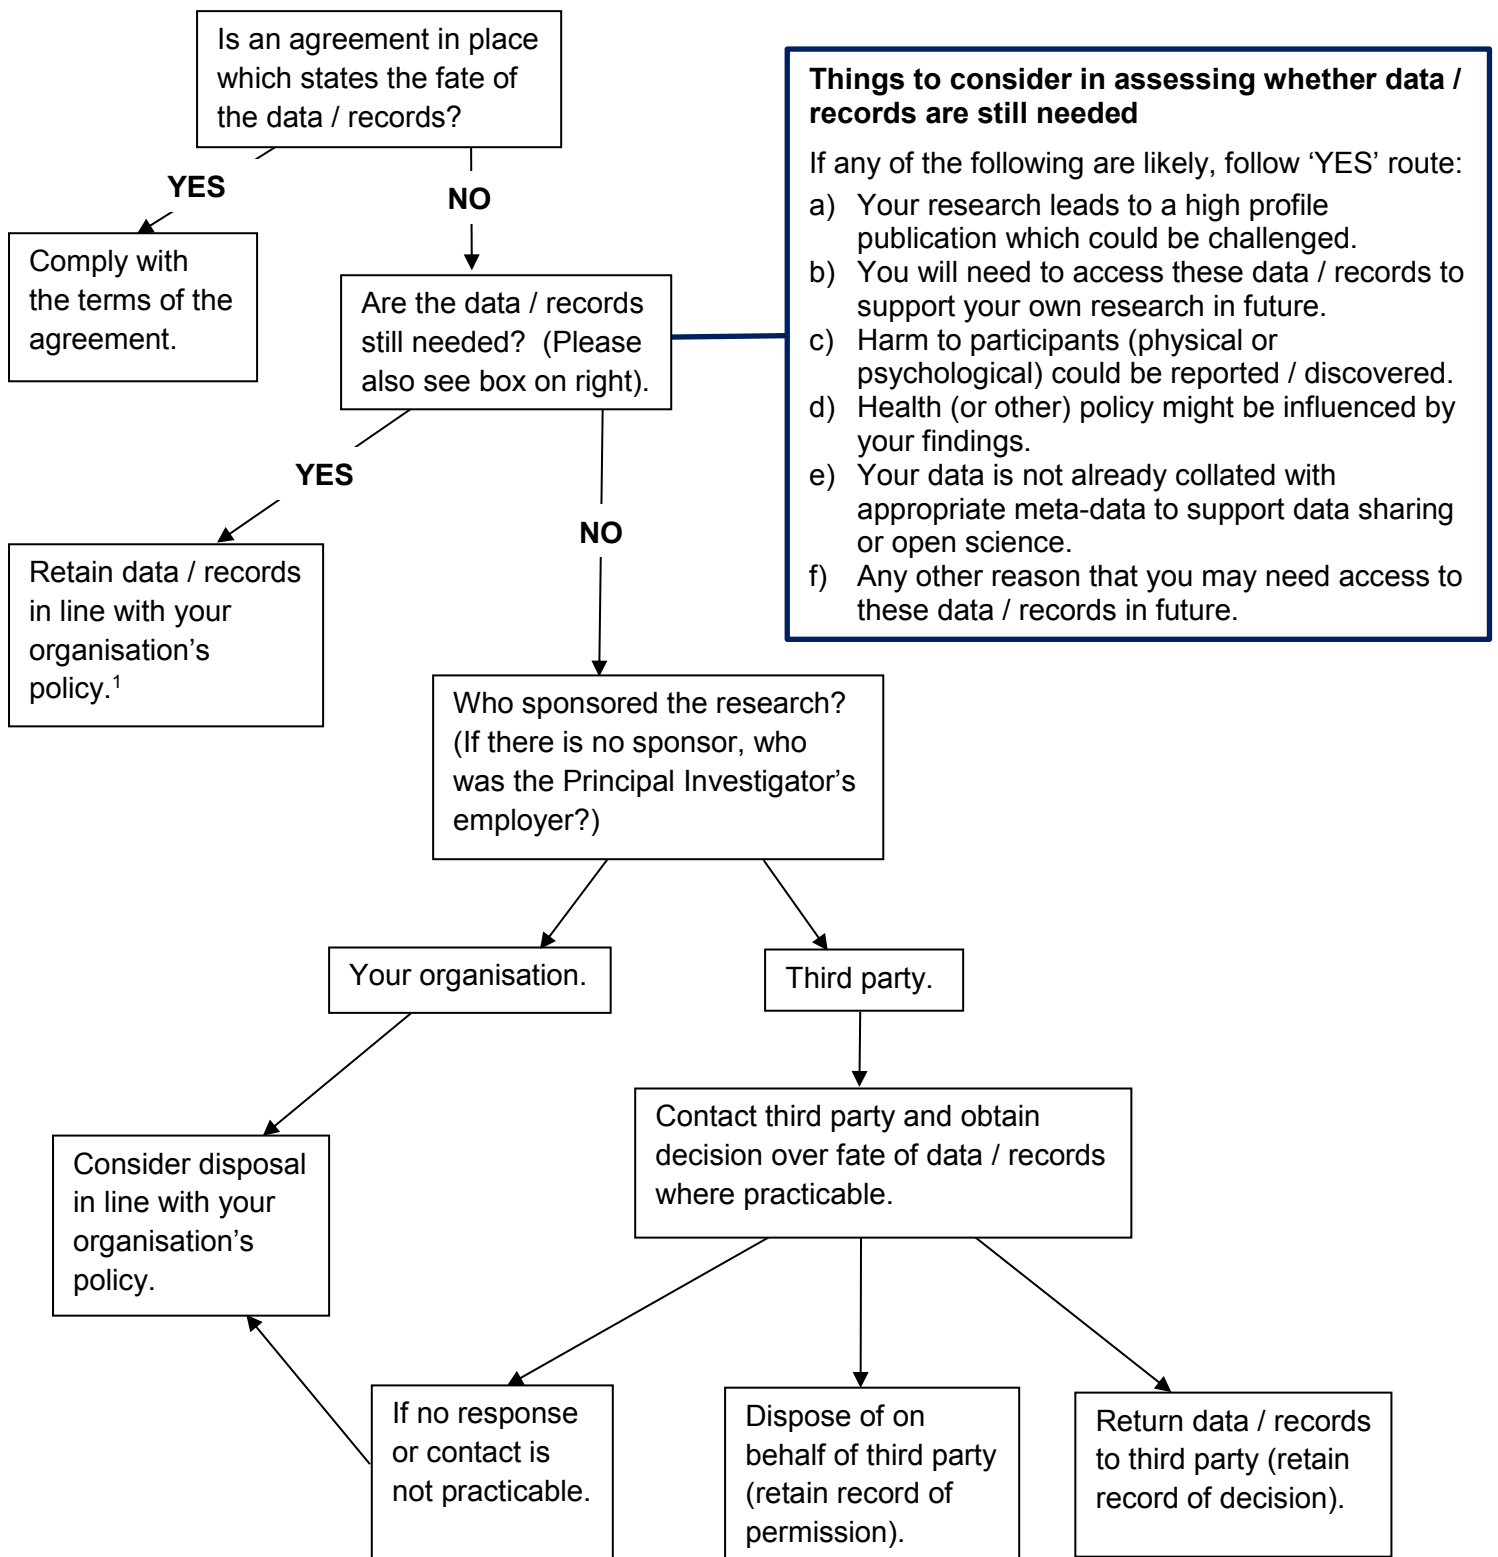 Is an agreement in place
which states the fate of
the data / records?
Things to consider in assessing whether data /
records are still needed
If any of the following are likely, follow ‘YES’ route:
a) Your research leads to a high profile
publication which could be challenged.
b) You will need to access these data / records to
support your own research in future.
c) Harm to participants (physical or
psychological) could be reported / discovered.
d) Health (or other) policy might be influenced by
your findings.
e) Your data is not already collated with
appropriate meta-data to support data sharing
or open science.
f) Any other reason that you may need access to
these data / records in future.
YES
NO
Comply with
the terms of the
agreement.
Are the data / records
still needed? (Please
also see box on right).
YES
NO
Retain data / records
in line with your
organisation’s
policy.¹
Who sponsored the research?
(If there is no sponsor, who
was the Principal Investigator’s
employer?)
Your organisation.
Third party.
Contact third party and obtain
decision over fate of data / records
where practicable.
Consider disposal
in line with your
organisation’s
policy.
If no response
or contact is
not practicable.
Dispose of on
behalf of third party
(retain record of
permission).
Return data / records
to third party (retain
record of decision).